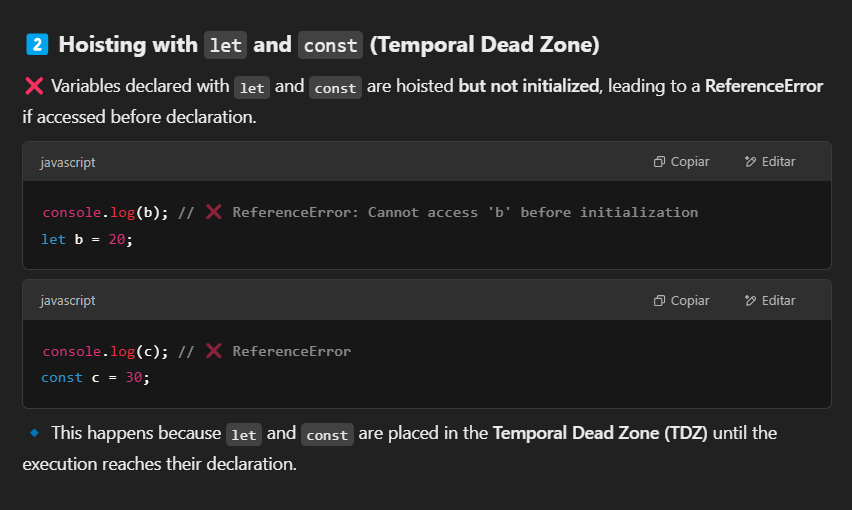 2️⃣ Hoisting with let and const (Temporal Dead Zone)
❌ Variables declared with let and const are hoisted but not initialized, leading to a ReferenceError
if accessed before declaration.
javascript Copiar Editar
console.log(b); // ❌ ReferenceError: Cannot access 'b' before initialization
let b = 20;
javascript Copiar Editar
console.log(c); // ❌ ReferenceError
const c = 30;
🔹 This happens because let and const are placed in the Temporal Dead Zone (TDZ) until the
execution reaches their declaration.